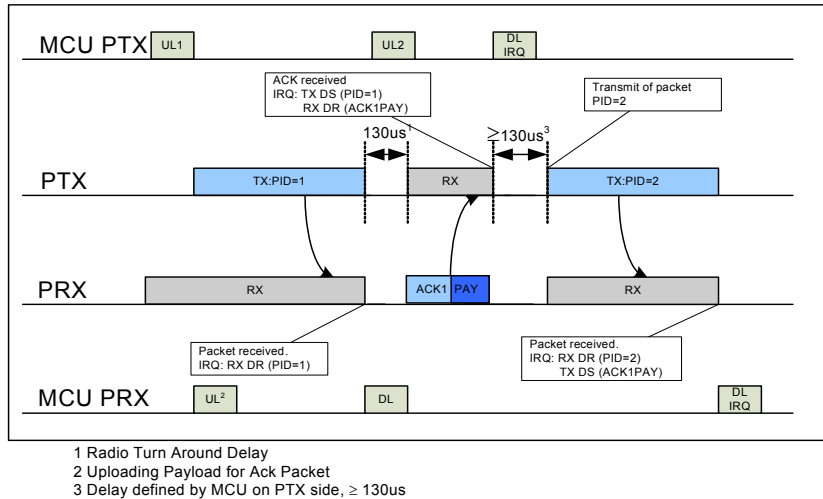 MCU PTX
UL1
UL2
DL
IRQ
ACK received
IRQ: TX DS (PID=1)
RX DR (ACK1PAY)
Transmit of packet
PID=2
130us1
≥130us3
PTX
TX:PID=1
RX
TX:PID=2
PRX
RX
ACK1 PAY
RX
Packet received.
IRQ: RX DR (PID=1)
Packet received.
IRQ: RX DR (PID=2)
TX DS (ACK1PAY)
MCU PRX
UL2
DL
DL
IRQ
1 Radio Turn Around Delay
2 Uploading Payload for Ack Packet
3 Delay defined by MCU on PTX side, ≥ 130us